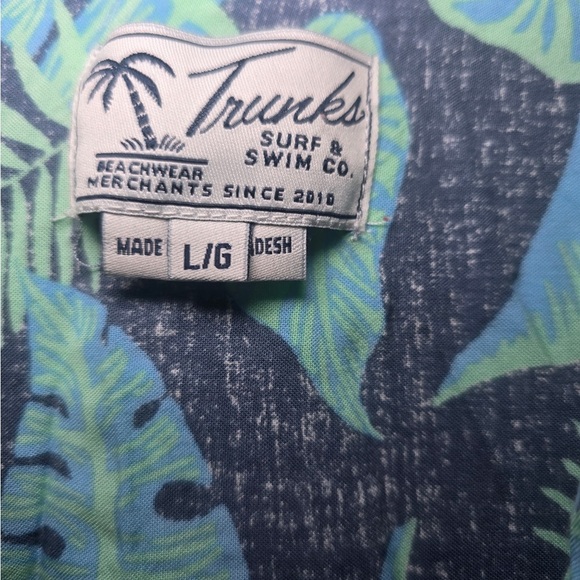 Trunks
SURF &
SWIM CO.
BEACHWEAR
MERCHANTS SINCE 2010
MADE L/G DESH